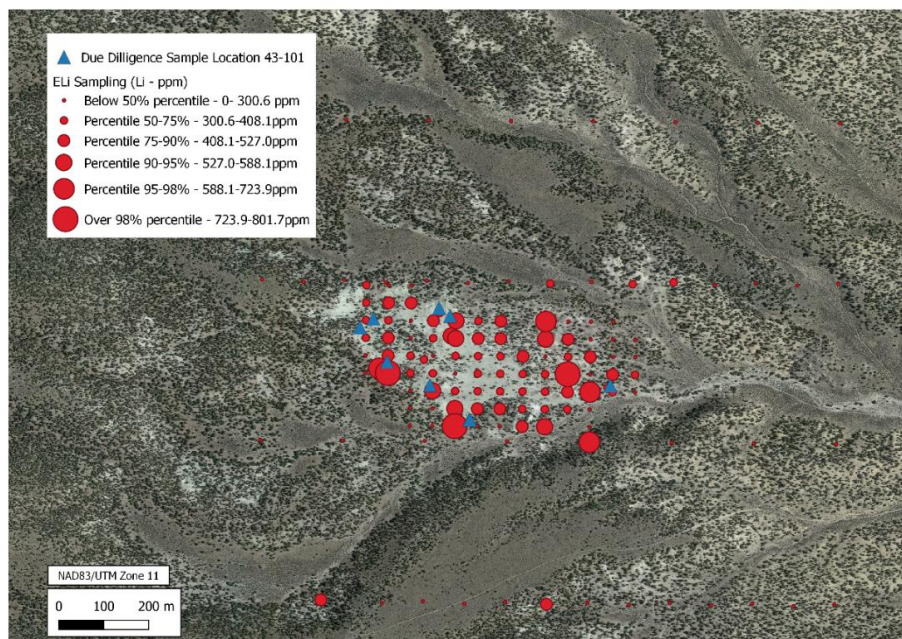 Due Dilligence Sample Location 43-101
ELi Sampling (Li - ppm)
Below 50% percentile - 0- 300.6 ppm
Percentile 50-75% - 300.6-408.1ppm
Percentile 75-90% - 408.1-527.0ppm
Percentile 90-95% - 527.0-588.1ppm
Percentile 95-98% - 588.1-723.9ppm
Over 98% percentile - 723.9-801.7ppm
NAD83/UTM Zone 11
0 100 200 m